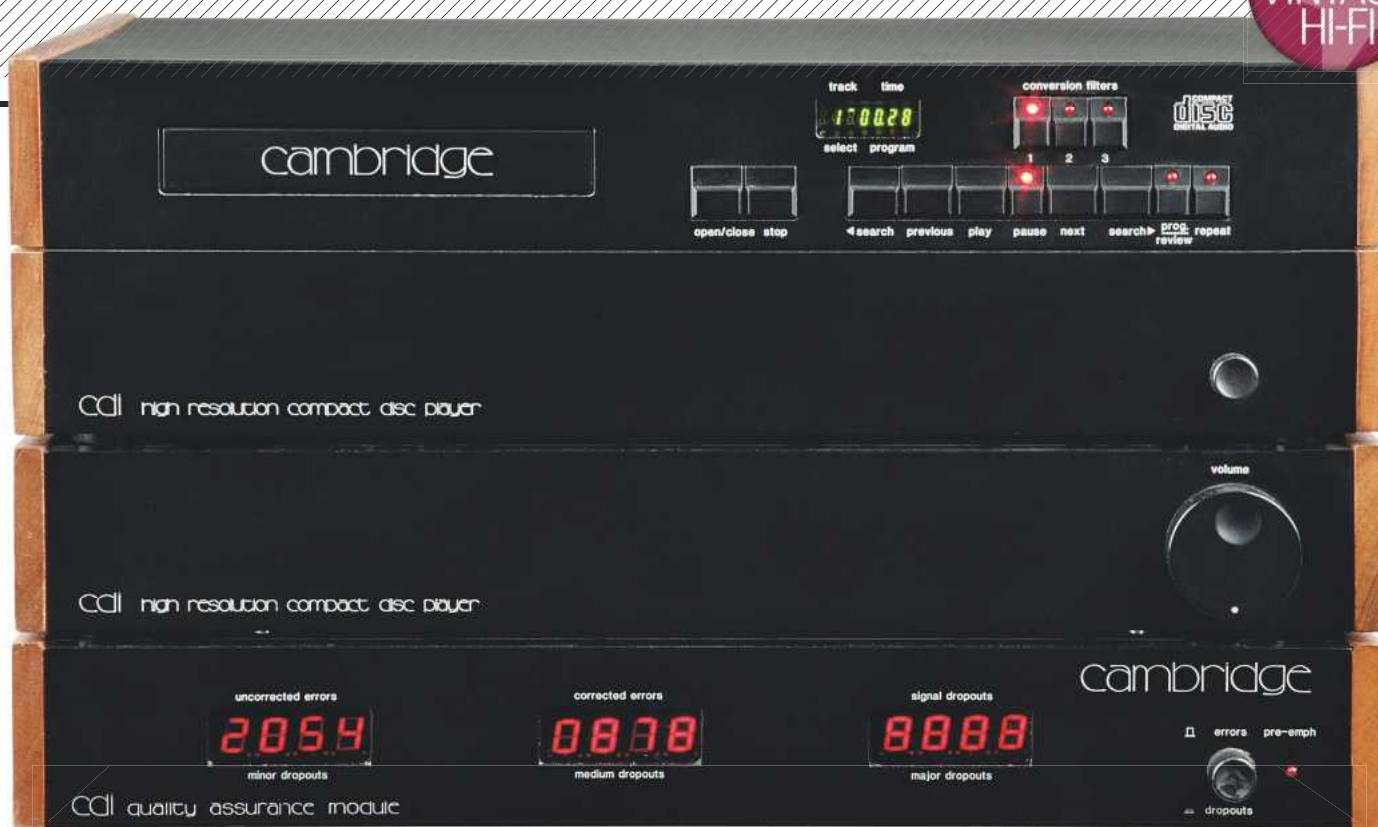 HI-FI
track time
1 00.28
select program
conversion filters
1 2 3
COMPACT
disc
DIGITAL AUDIO
cambridge
open/close stop
◄search previous play pause next search► prog. review repeat
cd1 high resolution compact disc player
volume
cd1 high resolution compact disc player
cambridge
uncorrected errors
2054
minor dropouts
corrected errors
0878
medium dropouts
signal dropouts
8888
major dropouts
errors pre-emph
dropouts
cd1 quality assurance module